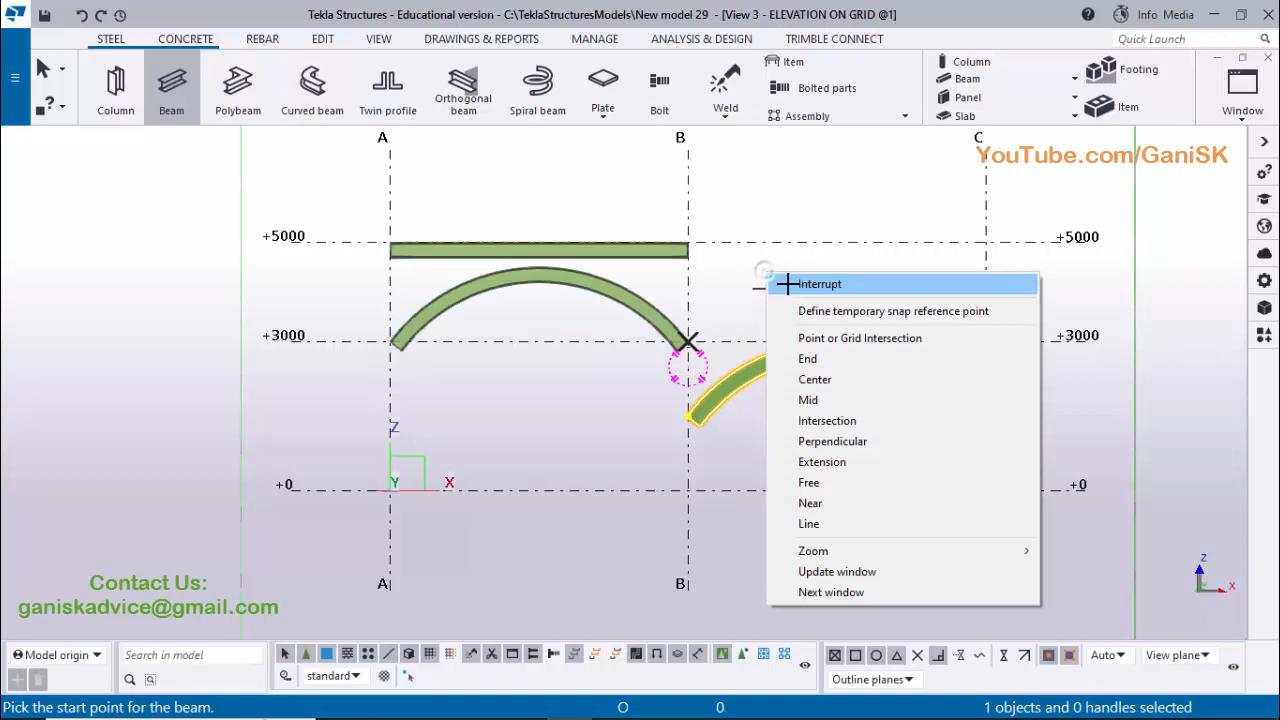 Tekla Structures - Educational version - C:\TeklaStructuresModels\New model 29 - [View 3 - ELEVATION ON GRID @1]
Info Media
STEEL CONCRETE REBAR EDIT VIEW DRAWINGS & REPORTS MANAGE ANALYSIS & DESIGN TRIMBLE CONNECT
Quick Launch
Column
Beam
Polybeam
Curved beam
Twin profile
Orthogonal
beam
Spiral beam
Plate
Bolt
Weld
Item
Bolted parts
Assembly
Column
Beam
Panel
Slab
Footing
Item
Window
A B C
YouTube.com/GaniSK
+5000 +5000
+3000 +3000
Z
Y X
+0 +0
A B
Interrupt
Define temporary snap reference point
Point or Grid Intersection
End
Center
Mid
Intersection
Perpendicular
Extension
Free
Near
Line
Zoom
Update window
Next window
Contact Us:
ganiskadvice@gmail.com
Z
X
Model origin
Search in model
standard
Auto
View plane
Outline planes
Pick the start point for the beam.
O 0
1 objects and 0 handles selected